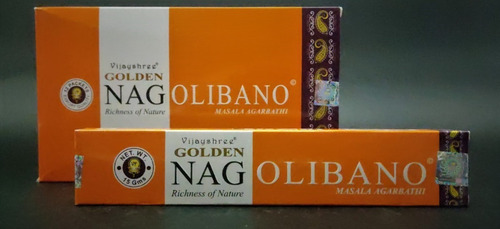 Vijayshree
GOLDEN
NAG OLIBANO©
Richness of Nature MASALA AGARBATHI
Vijayshree
NET. WT. GOLDEN
15 Gms NAG OLIBANO©
Richness of Nature MASALA AGARBATHI